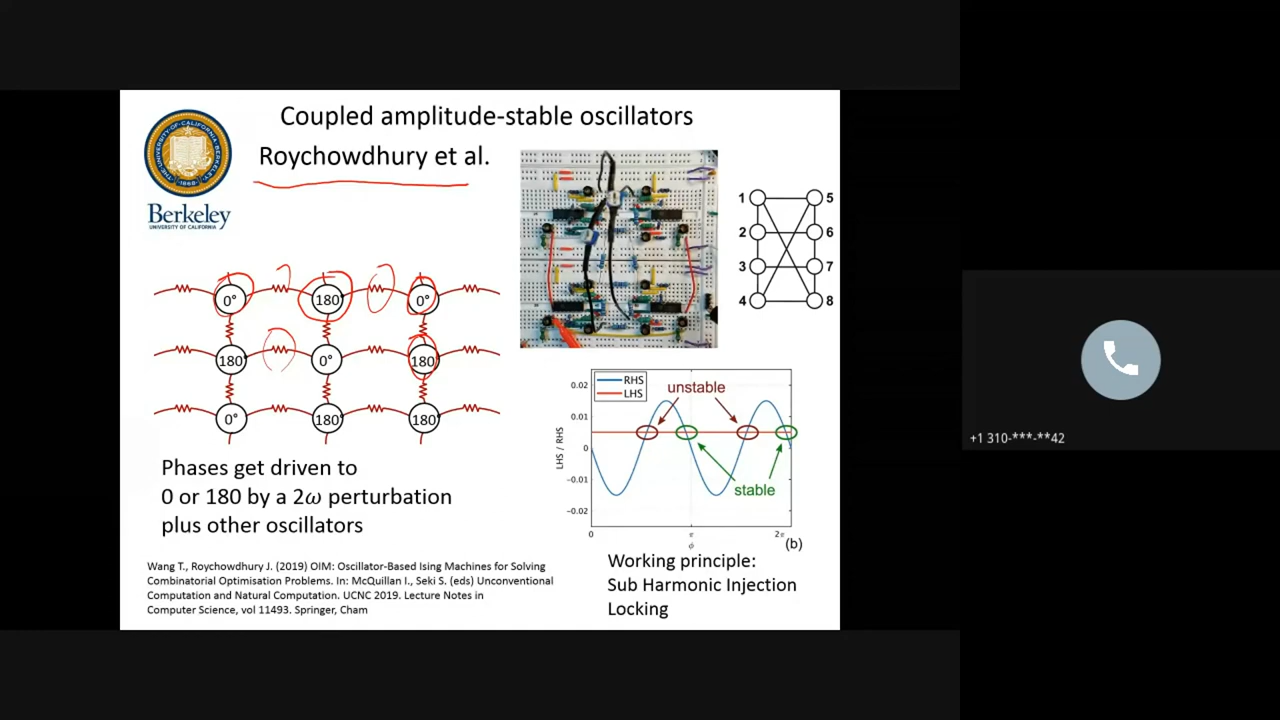 Coupled amplitude-stable oscillators
Roychowdhury et al.
Berkeley
UNIVERSITY OF CALIFORNIA
0°
180
0°
180
0°
180
0°
180
180
Phases get driven to
0 or 180 by a 2ω perturbation
plus other oscillators
Wang T., Roychowdhury J. (2019) OIM: Oscillator-Based Ising Machines for Solving
Combinatorial Optimisation Problems. In: McQuillan I., Seki S. (eds) Unconventional
Computation and Natural Computation. UCNC 2019. Lecture Notes in
Computer Science, vol 11493. Springer, Cham
1
5
2
6
3
7
4
8
RHS
LHS
unstable
stable
LHS / RHS
0.02
0.01
0
−0.01
−0.02
0
π
2π
ϕ
(b)
Working principle:
Sub Harmonic Injection
Locking
+1 310-***-**42